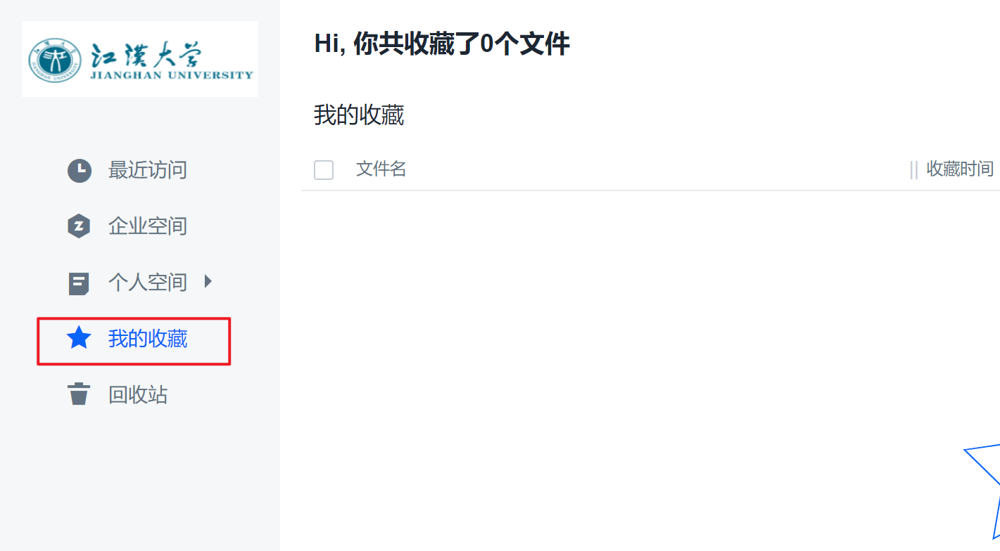 江漢大学
JIANGHAN UNIVERSITY
最近访问
企业空间
个人空间
我的收藏
回收站
Hi, 你共收藏了0个文件
我的收藏
文件名
收藏时间